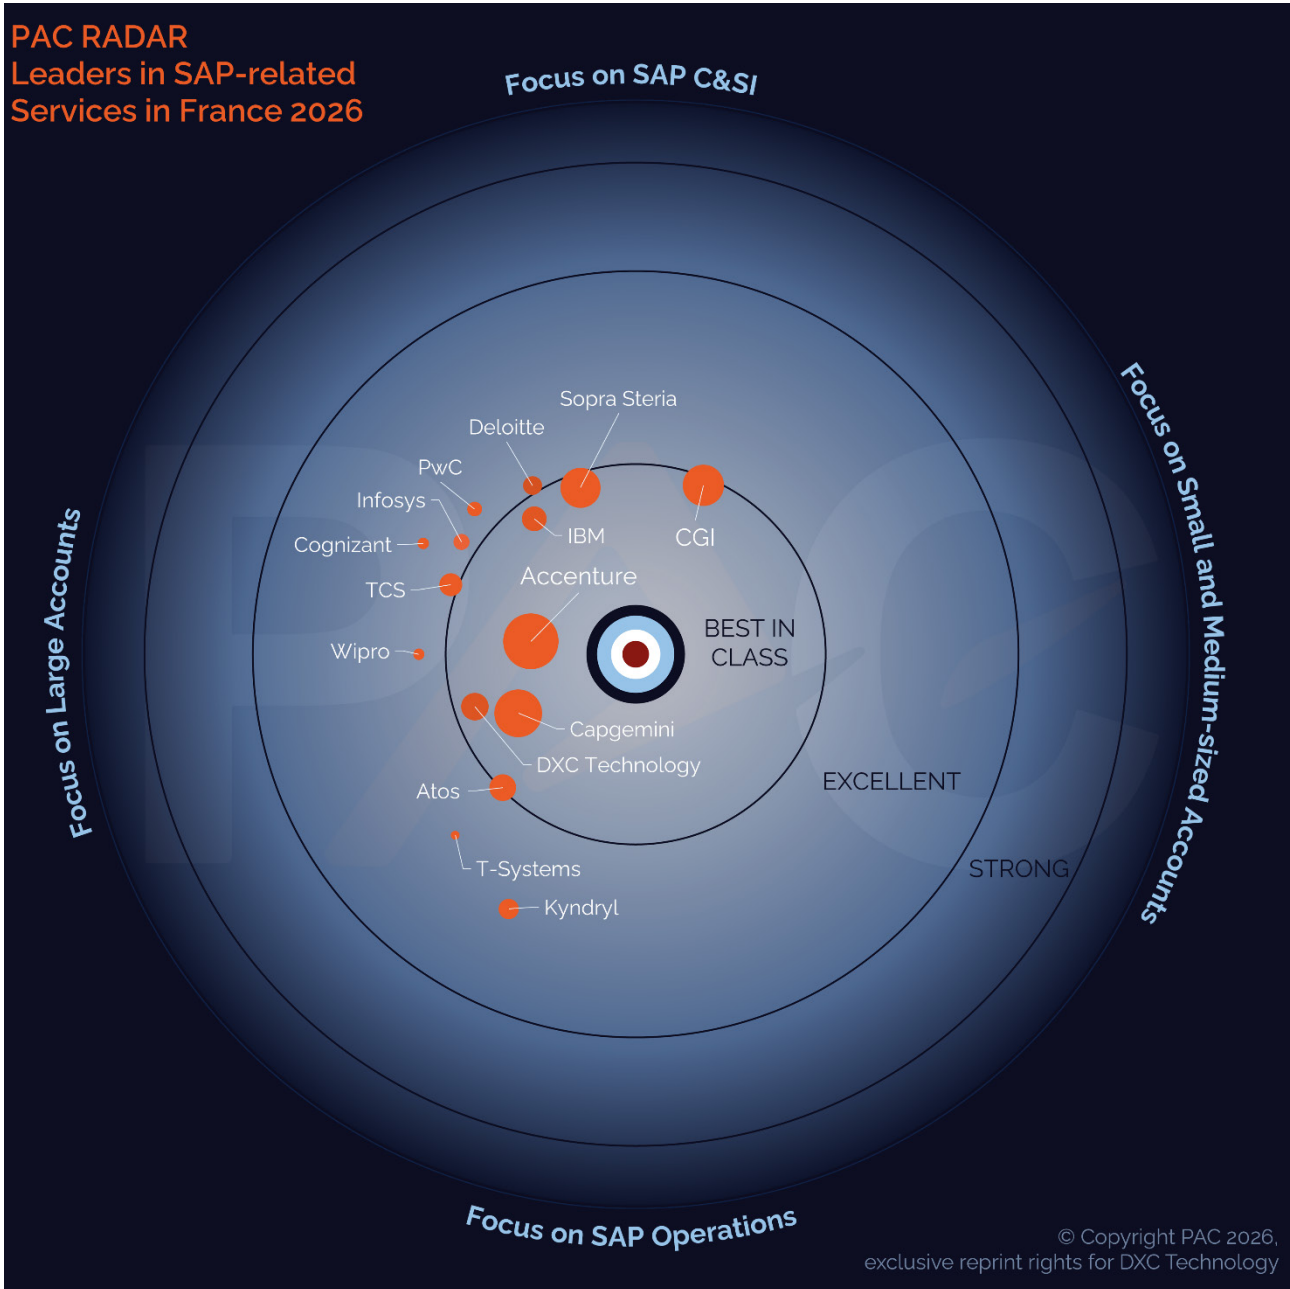 PAC RADAR
Leaders in SAP-related
Services in France 2026
Focus on SAP C&SI
Focus on Small and Medium-sized Accounts
Focus on Large Accounts
Sopra Steria
Deloitte
PwC
Infosys
Cognizant
IBM
CGI
Accenture
TCS
BEST IN
CLASS
Wipro
Capgemini
DXC Technology
EXCELLENT
Atos
T-Systems
STRONG
Kyndryl
Focus on SAP Operations
© Copyright PAC 2026,
exclusive reprint rights for DXC Technology
PAC